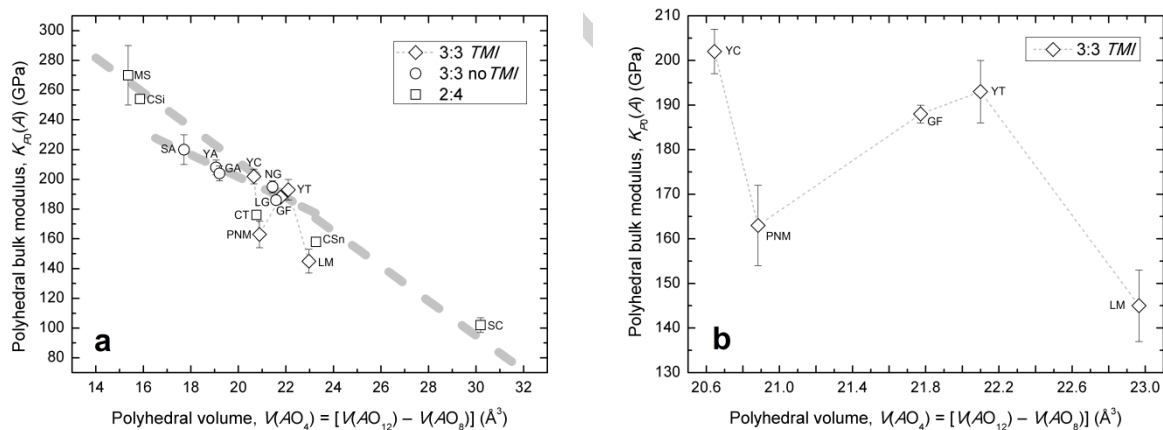 300
290
280
270
260
250
240
230
220
210
200
190
180
170
160
150
140
130
120
110
100
90
80
Polyhedral bulk modulus, K_P0(A) (GPa)
3:3 TMI
3:3 no TMI
2:4
MS
CSi
SA
YA
GA
YC
NG
YT
LG
GF
CT
PNM
CSn
LM
SC
a
14 16 18 20 22 24 26 28 30 32
Polyhedral volume, V(AO₄) = [V(AO₁₂) – V(AO₈)] (Å³)
b
210
200
190
180
170
160
150
140
130
Polyhedral bulk modulus, K_P0(A) (GPa)
3:3 TMI
YC
YT
GF
PNM
LM
20.6 21.0 21.4 21.8 22.2 22.6 23.0
Polyhedral volume, V(AO₄) = [V(AO₁₂) – V(AO₈)] (Å³)